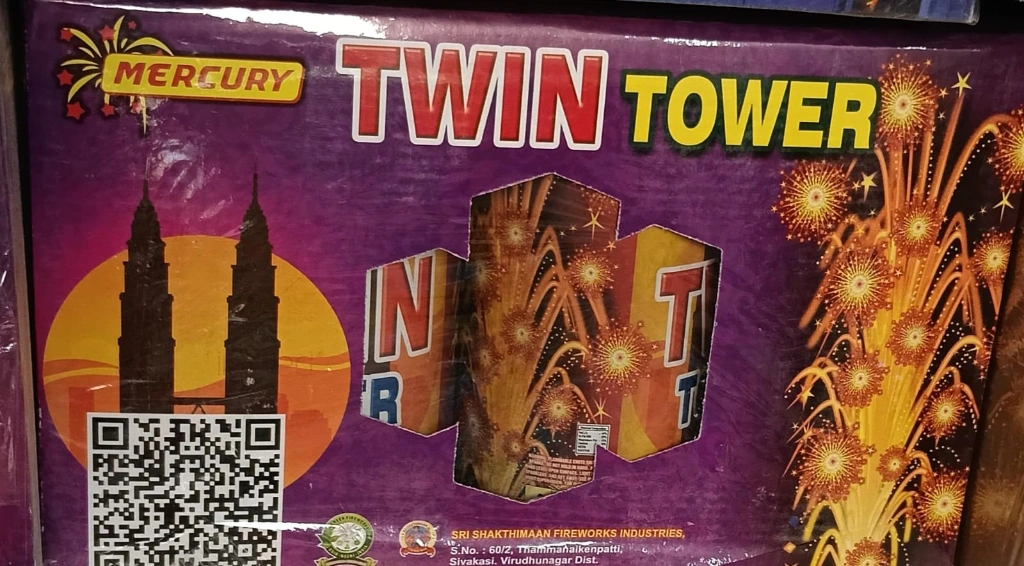 MERCURY
TWIN TOWER
N
R
T
T
SRI SHAKTHIMAAN FIREWORKS INDUSTRIES,
S.No. : 60/2, Thammanaikenpatti,
Sivakasi. Virudhunagar Dist.